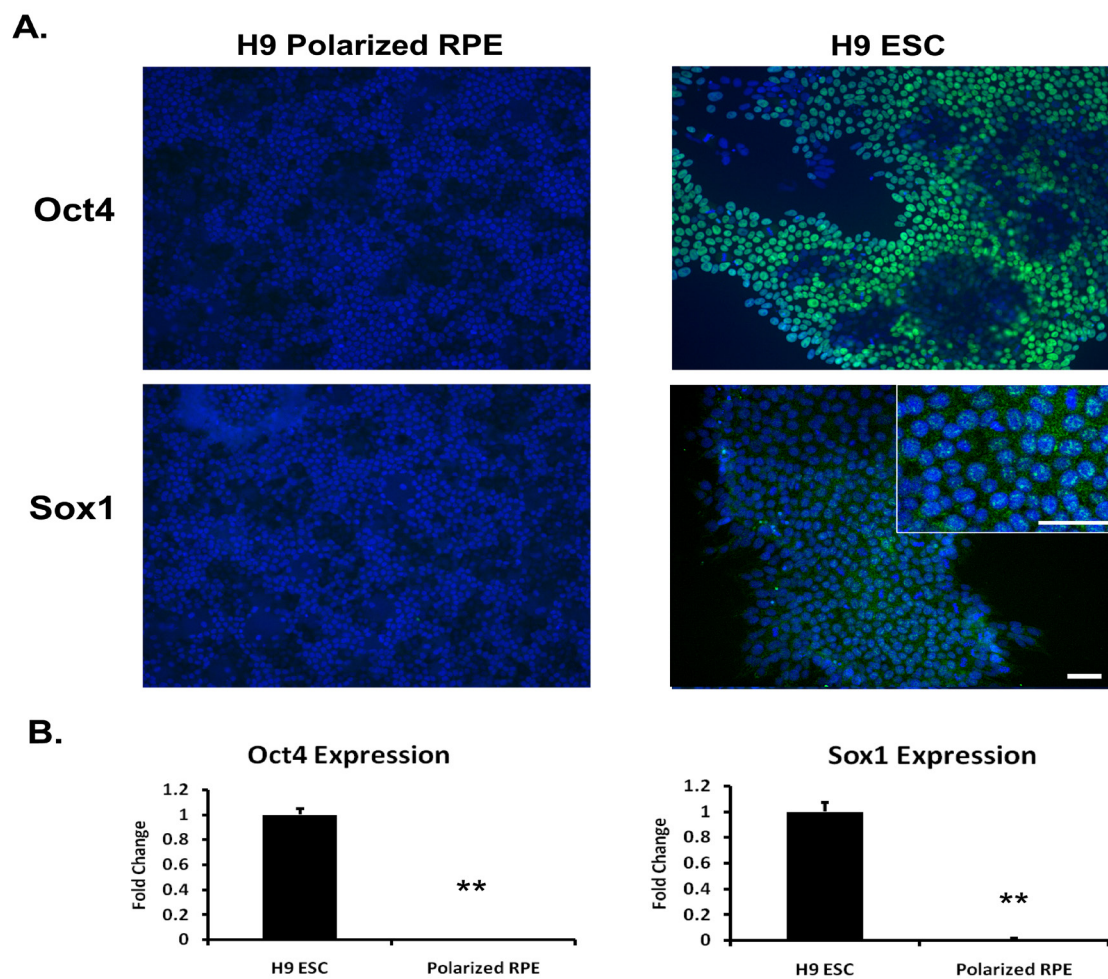 A.
H9 Polarized RPE
H9 ESC
Oct4
Sox1
B.
Oct4 Expression
Fold Change
1.2
1
0.8
0.6
0.4
0.2
0
**
H9 ESC
Polarized RPE
Sox1 Expression
Fold Change
1.2
1
0.8
0.6
0.4
0.2
0
**
H9 ESC
Polarized RPE